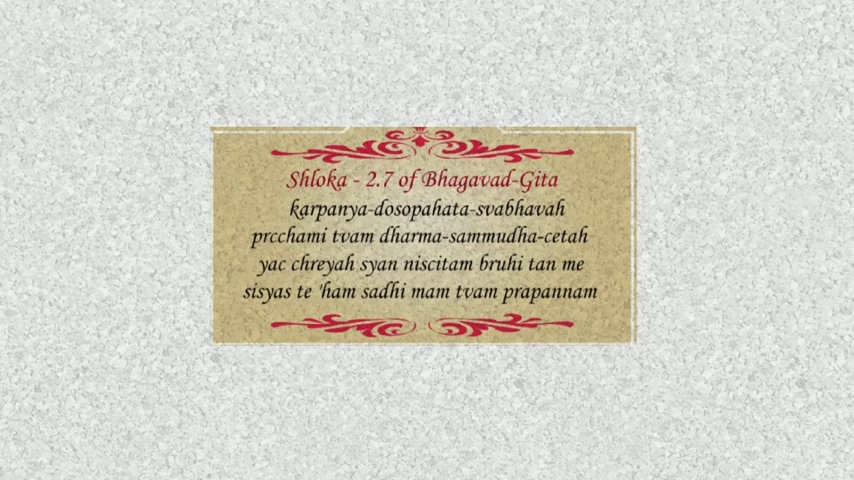 Shloka - 2.7 of Bhagavad-Gita
karpanya-dosopahata-svabhavah
prcchami tvam dharma-sammudha-cetah
yac chreyah syan niscitam bruhi tan me
sisyas te 'ham sadhi mam tvam prapannam